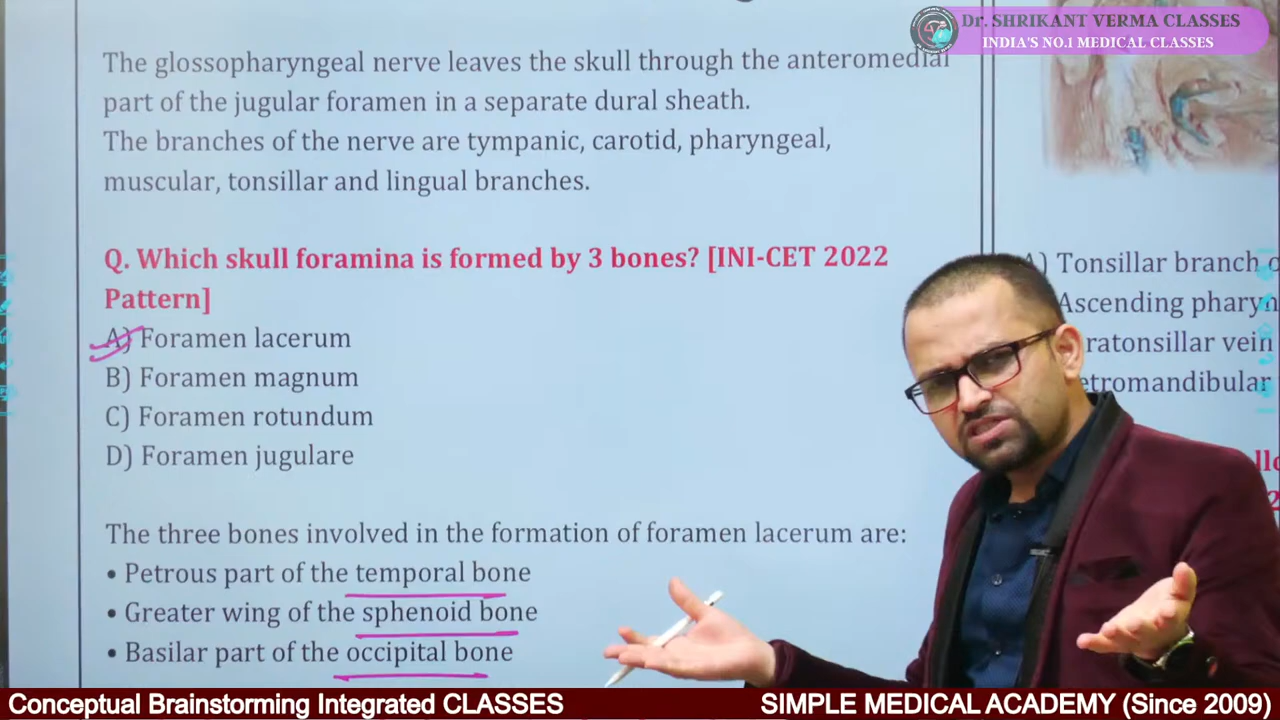 Dr. SHRIKANT VERMA CLASSES
INDIA'S NO.1 MEDICAL CLASSES
The glossopharyngeal nerve leaves the skull through the anteromedial
part of the jugular foramen in a separate dural sheath.
The branches of the nerve are tympanic, carotid, pharyngeal,
muscular, tonsillar and lingual branches.
Q. Which skull foramina is formed by 3 bones? [INI-CET 2022
Pattern]
A) Foramen lacerum
B) Foramen magnum
C) Foramen rotundum
D) Foramen jugulare
The three bones involved in the formation of foramen lacerum are:
• Petrous part of the temporal bone
• Greater wing of the sphenoid bone
• Basilar part of the occipital bone
A) Tonsillar branch
Ascending
vein
Conceptual Brainstorming Integrated CLASSES
SIMPLE MEDICAL ACADEMY (Since 2009)